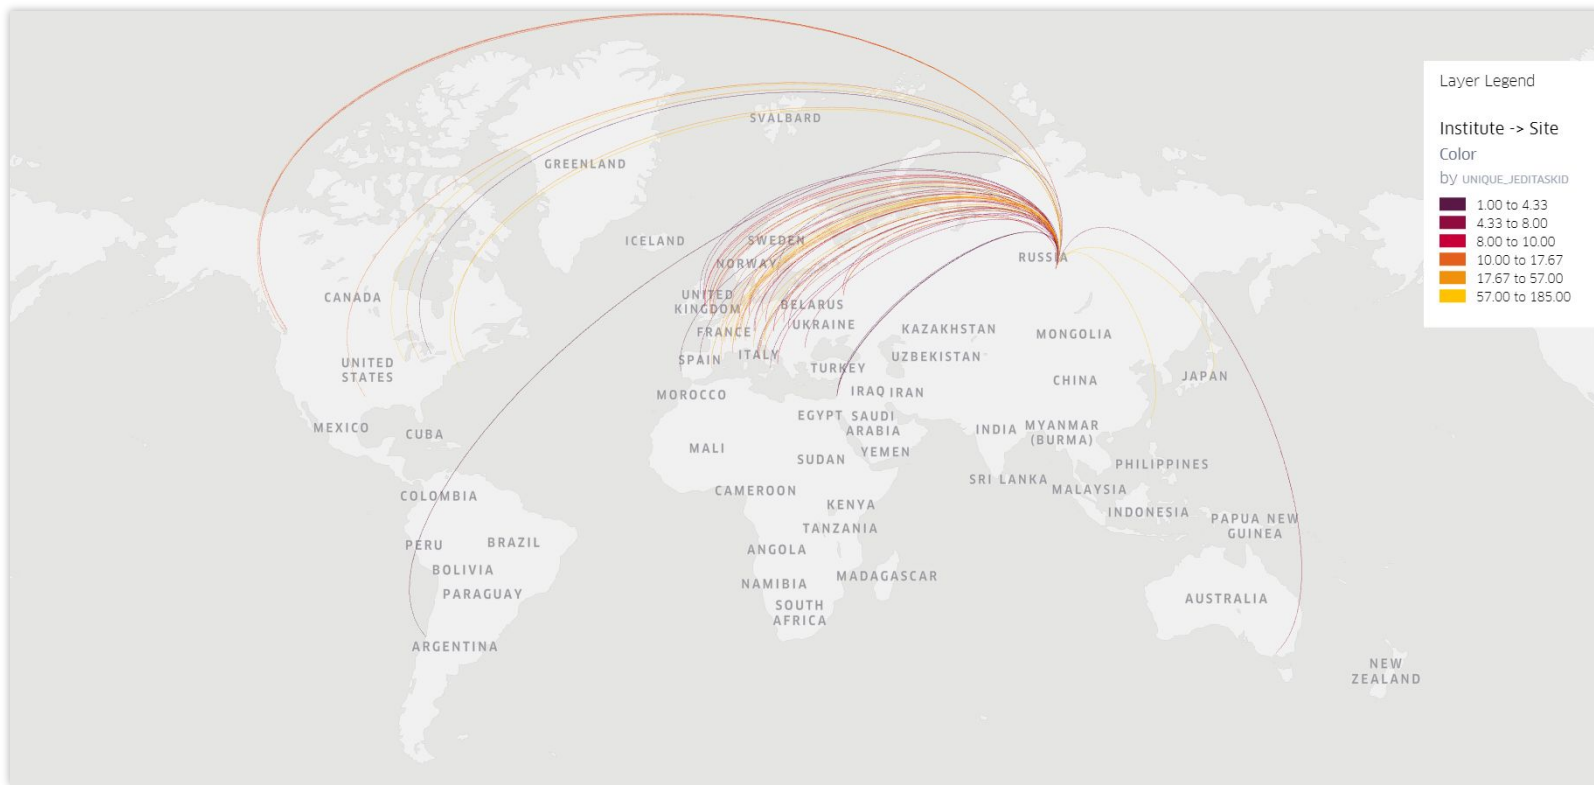 Layer Legend
Institute -> Site
Color
by UNIQUE_JEDITASKID
1.00 to 4.33
4.33 to 8.00
8.00 to 10.00
10.00 to 17.67
17.67 to 57.00
57.00 to 185.00
SVALBARD
GREENLAND
ICELAND
SWEDEN
NORWAY
RUSSIA
CANADA
UNITED
KINGDOM
BELARUS
UKRAINE
FRANCE
KAZAKHSTAN
MONGOLIA
UNITED
STATES
SPAIN
ITALY
TURKEY
UZBEKISTAN
CHINA
JAPAN
MOROCCO
IRAQ
IRAN
MEXICO
CUBA
EGYPT
SAUDI
ARABIA
INDIA
MYANMAR
(BURMA)
MALI
SUDAN
YEMEN
PHILIPPINES
SRI LANKA
MALAYSIA
COLOMBIA
CAMEROON
KENYA
INDONESIA
PAPUA NEW
GUINEA
TANZANIA
PERU
BRAZIL
ANGOLA
BOLIVIA
NAMIBIA
MADAGASCAR
PARAGUAY
SOUTH
AFRICA
AUSTRALIA
ARGENTINA
NEW
ZEALAND